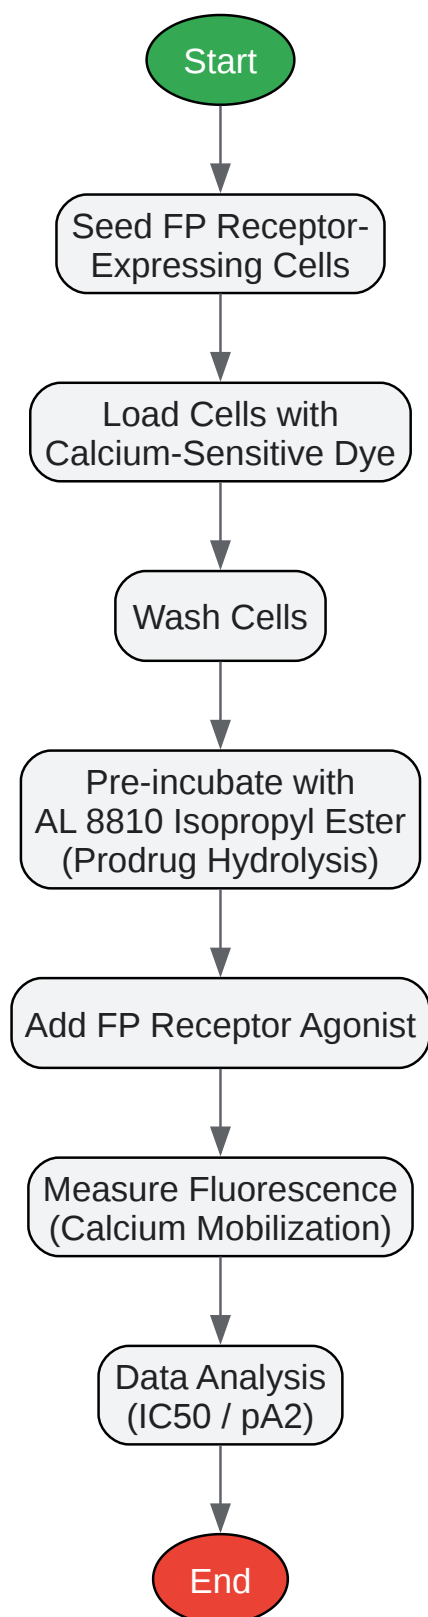 Start
Seed FP Receptor-
Expressing Cells
Load Cells with
Calcium-Sensitive Dye
Wash Cells
Pre-incubate with
AL 8810 Isopropyl Ester
(Prodrug Hydrolysis)
Add FP Receptor Agonist
Measure Fluorescence
(Calcium Mobilization)
Data Analysis
(IC50 / pA2)
End